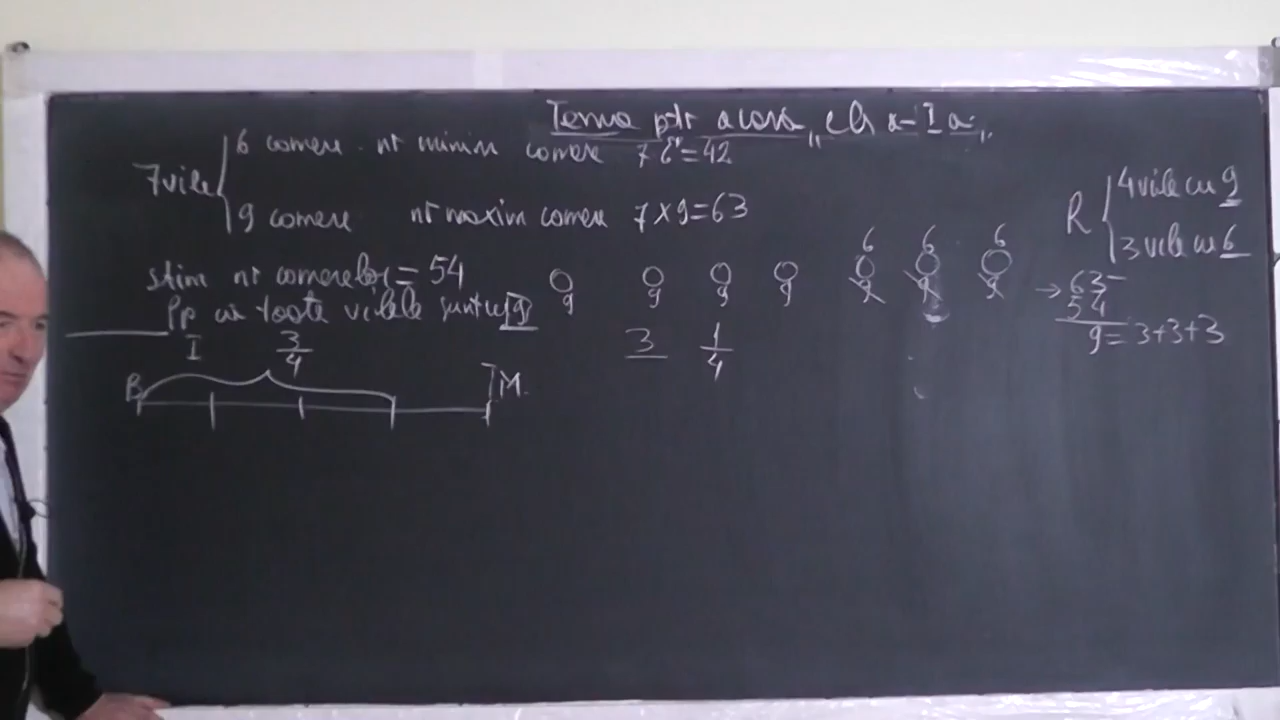 Tema ptr acasă „cls a-I a"
6 camere nr minim camere 7 6 = 42
7 vile
9 camere nr maxim camere 7 x 9 = 63
R 4 vile cu 9
3 vile cu 6
6 6 6
știm nr camerelor = 54
9 9 9 9 9 9 9
Pp că toate vilele sunt cu 9
→ 63 -
54
9 = 3+3+3
I 3/4 3 1/4
B M